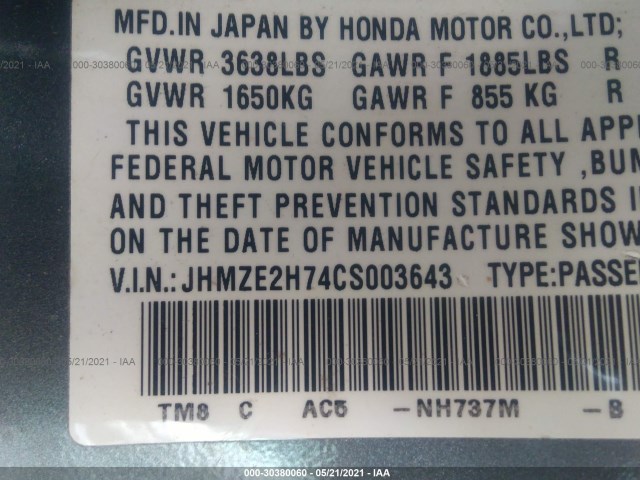 MFD.IN JAPAN BY HONDA MOTOR CO.,LTD;
GVWR 3638LBS GAWR F 1885LBS R
GVWR 1650KG GAWR F 855 KG R
THIS VEHICLE CONFORMS TO ALL APPL
FEDERAL MOTOR VEHICLE SAFETY ,BUM
AND THEFT PREVENTION STANDARDS I
ON THE DATE OF MANUFACTURE SHOW
V.I.N.:JHMZE2H74CS003643 TYPE:PASSE
TM8 C AC5 -NH737M -B
000-30380060 - 05/21/2021 - IAA